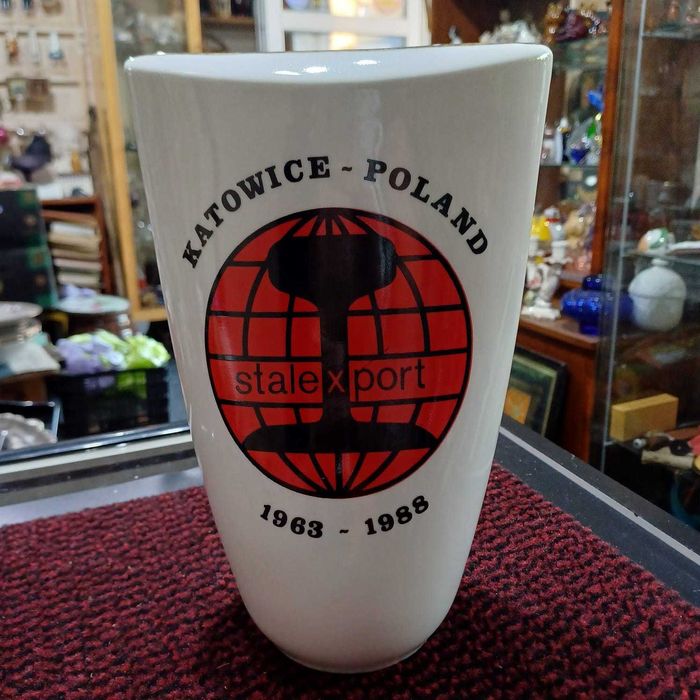 KATOWICE ~ POLAND
stalexport
1963 ~ 1988